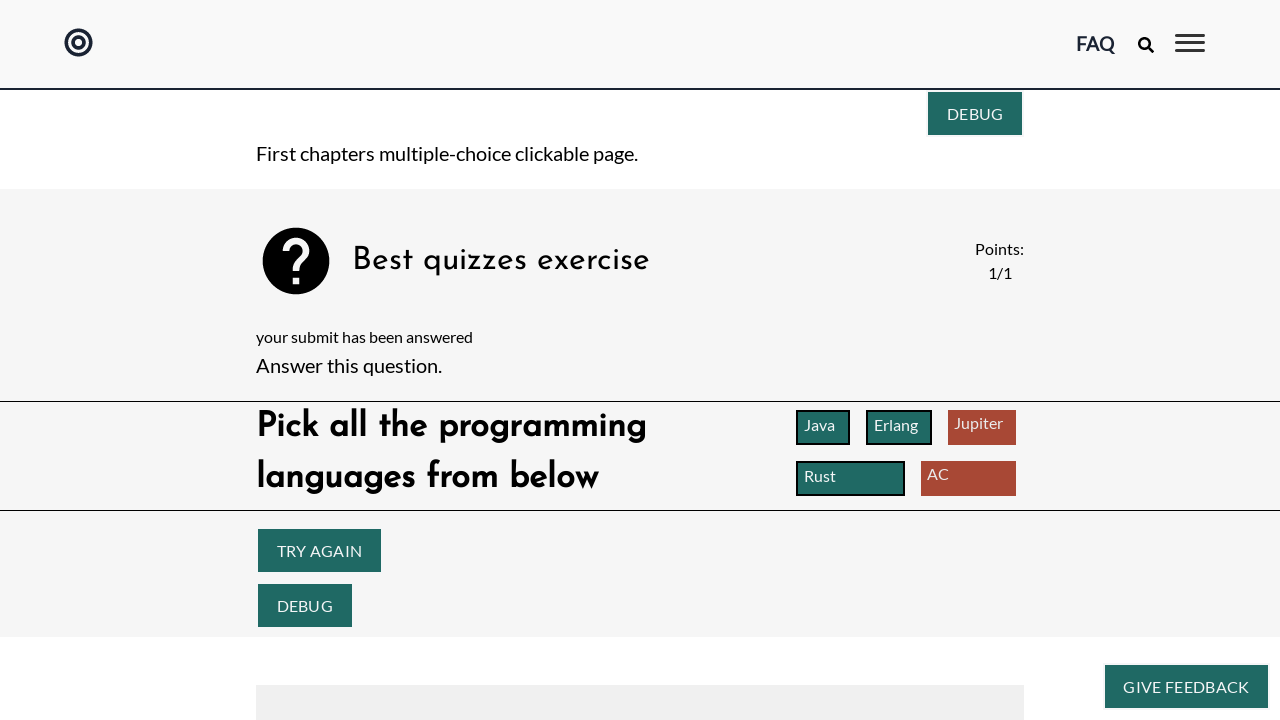 FAQ
DEBUG
First chapters multiple-choice clickable page.
Best quizzes exercise
Points:
1/1
your submit has been answered
Answer this question.
Pick all the programming
languages from below
Java
Erlang
Jupiter
Rust
AC
TRY AGAIN
DEBUG
GIVE FEEDBACK